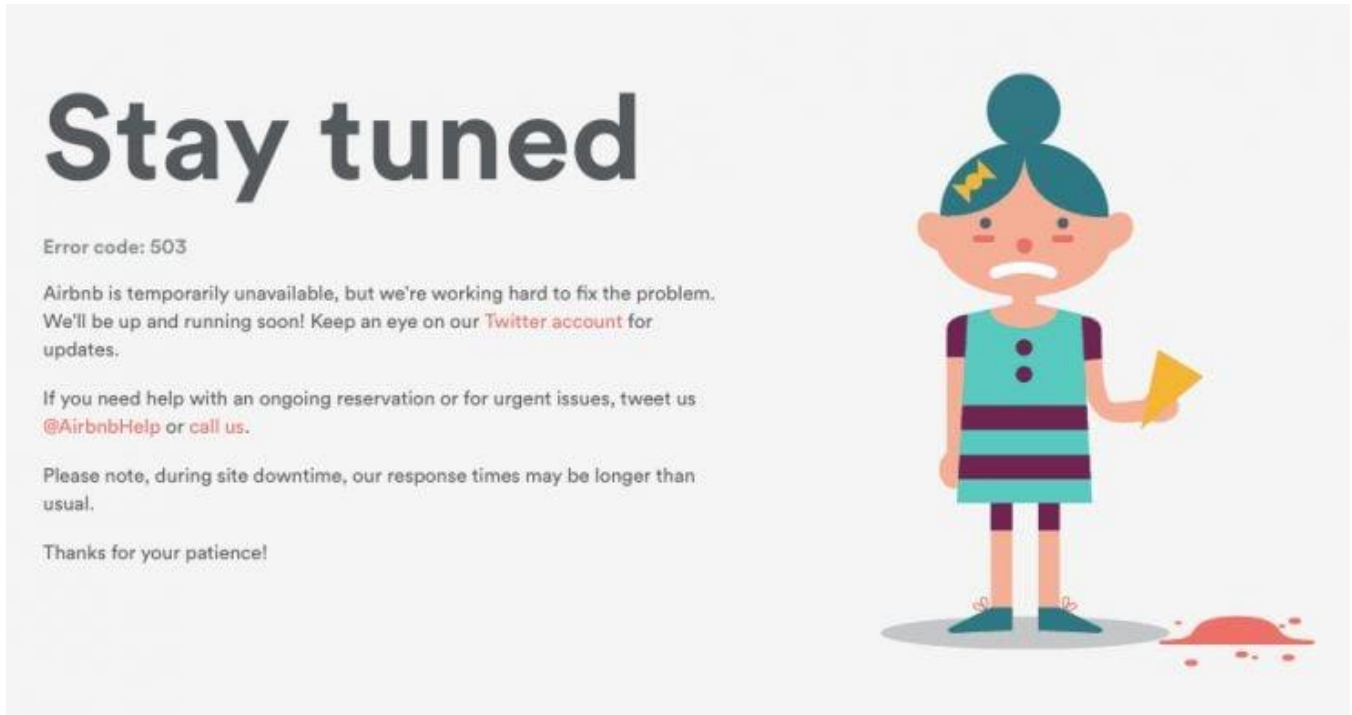 Stay tuned
Error code: 503
Airbnb is temporarily unavailable, but we're working hard to fix the problem.
We'll be up and running soon! Keep an eye on our Twitter account for
updates.
If you need help with an ongoing reservation or for urgent issues, tweet us
@AirbnbHelp or call us.
Please note, during site downtime, our response times may be longer than
usual.
Thanks for your patience!